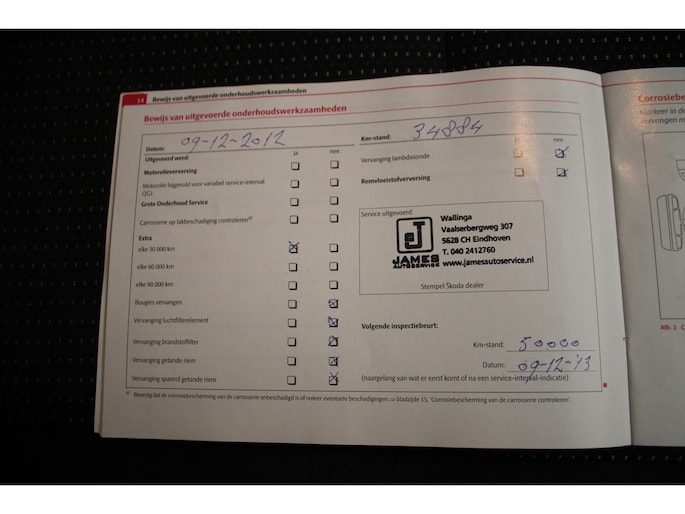 14 Bewijs van uitgevoerde onderhoudswerkzaamheden
Bewijs van uitgevoerde onderhoudswerkzaamheden
Datum: 09-12-2012
Uitgevoerd werd: ja nee
Motorolieverversing
Motorolie bijgevuld voor variabel service-interval
QG1
Grote Onderhoud Service
Carrosserie op lakbeschadiging controleren a)
Extra
elke 30 000 km
elke 60 000 km
elke 90 000 km
Bougies vervangen
Vervanging luchtfilterelement
Vervanging brandstoffilter
Vervanging getande riem
Vervanging spanrol getande riem
Km-stand: 34884
nee
Vervanging lambdasonde
Remvloeistofverversing
Service uitgevoerd:
Wallinga
Vaalserbergweg 307
5628 CH Eindhoven
T. 040 2412760
www.jamesautoservice.nl
JAMES
AUTOSERVICE
Stempel Škoda dealer
Volgende inspectiebeurt:
Km-stand: 50000
Datum: 09-12-'13
(naargelang van wat er eerst komt of na een service-interval-indicatie)
a) Bevestig dat de corrosiebescherming van de carrosserie onbeschadigd is of noteer eventuele beschadigingen ⇒ bladzijde 15, 'Corrosiebescherming van de carrosserie controleren'.
Corrosiebe
Markeer in de
vervongen m
Afb. 2 C